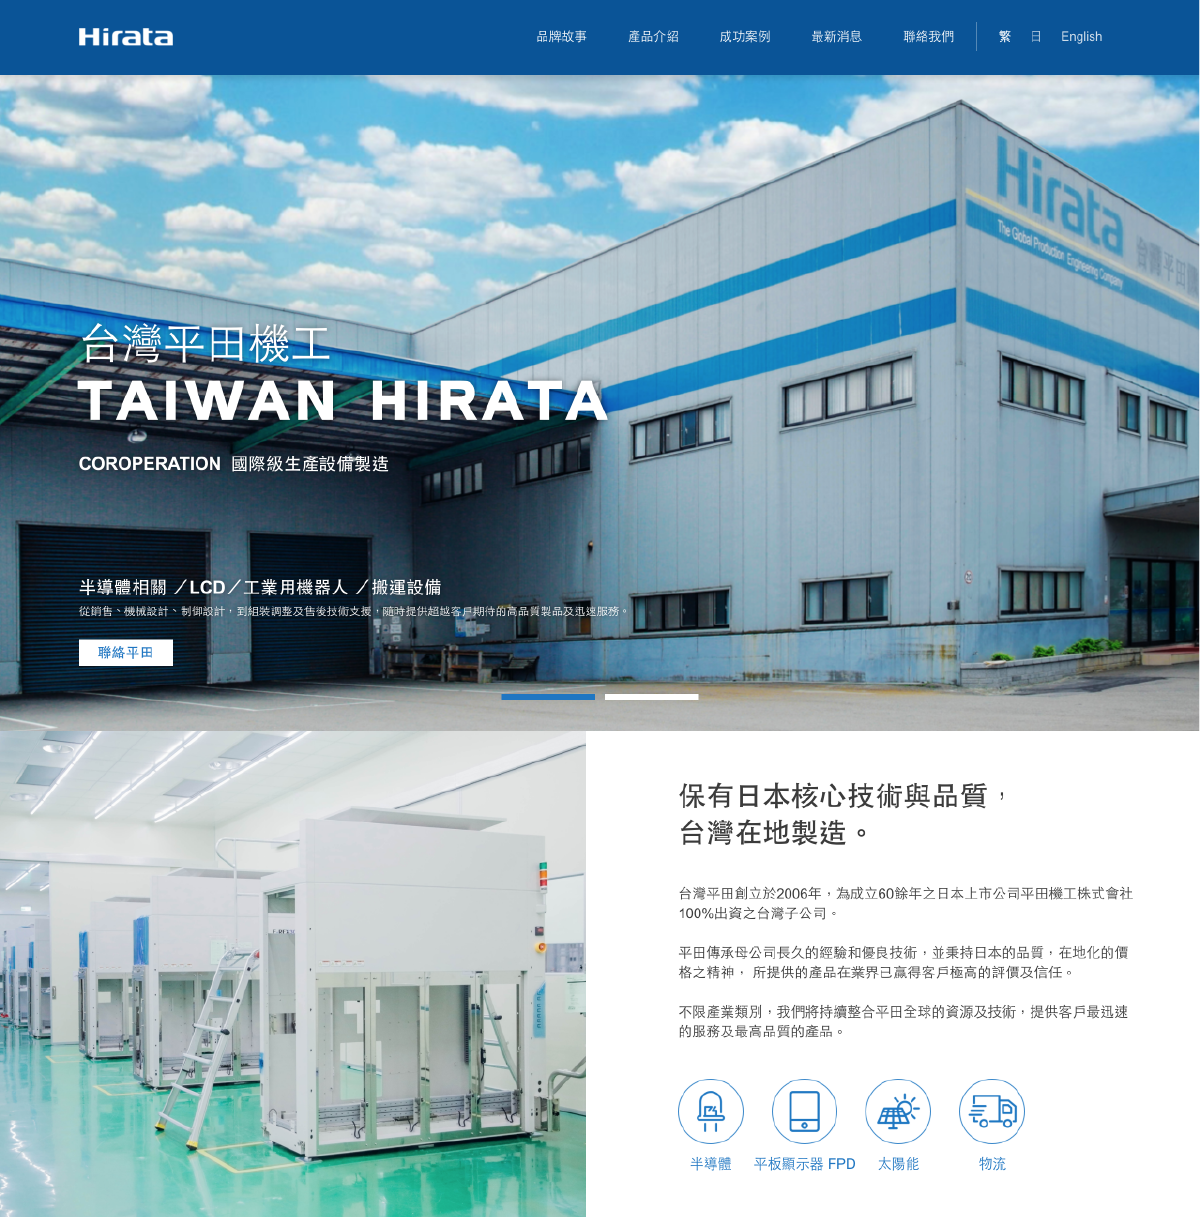 Hirata
品牌故事 產品介紹 成功案例 最新消息 聯絡我們 繁 日 English
Hirata
The Global Production Engineering Company
台灣平田
台灣平田機工
TAIWAN HIRATA
COROPERATION 國際級生產設備製造
半導體相關 ／LCD／工業用機器人 ／搬運設備
從銷售、機械設計、制御設計，到組裝調整及售後技術支援，隨時提供超越客戶期待的高品質製品及迅速服務。
聯絡平田
保有日本核心技術與品質，
台灣在地製造。
台灣平田創立於2006年，為成立60餘年之日本上市公司平田機工株式會社
100%出資之台灣子公司。
平田傳承母公司長久的經驗和優良技術，並秉持日本的品質，在地化的價
格之精神， 所提供的產品在業界已贏得客戶極高的評價及信任。
不限產業類別，我們將持續整合平田全球的資源及技術，提供客戶最迅速
的服務及最高品質的產品。
半導體 平板顯示器 FPD 太陽能 物流